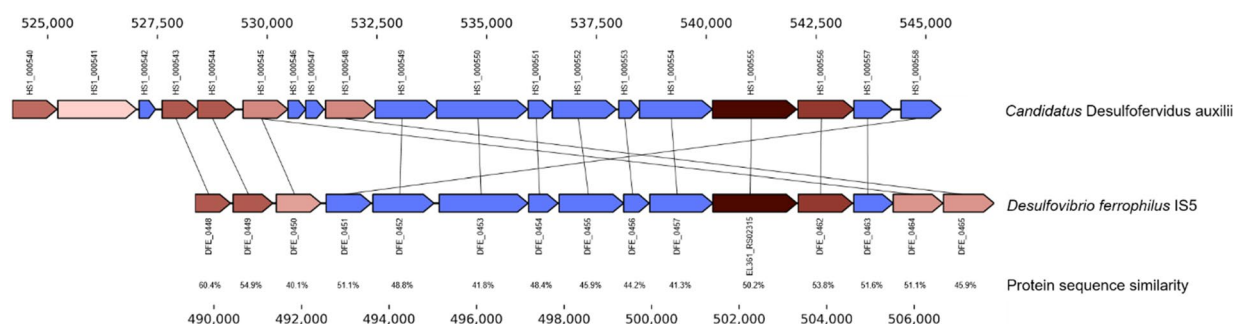 525,000 527,500 530,000 532,500 535,000 537,500 540,000 542,500 545,000
HS1_000540 HS1_000541 HS1_000542 HS1_000543 HS1_000544 HS1_000545 HS1_000546 HS1_000547 HS1_000548 HS1_000549 HS1_000550 HS1_000551 HS1_000552 HS1_000553 HS1_000554 HS1_000555 HS1_000556 HS1_000557 HS1_000558
Candidatus Desulfofervidus auxilii
Desulfovibrio ferrophilus IS5
DFE_0448 DFE_0449 DFE_0450 DFE_0451 DFE_0452 DFE_0453 DFE_0454 DFE_0455 DFE_0456 DFE_0457 EL361_RS02315 DFE_0462 DFE_0463 DFE_0464 DFE_0465
60.4% 54.9% 40.1% 51.1% 48.8% 41.8% 48.4% 45.9% 44.2% 41.3% 50.2% 53.8% 51.6% 51.1% 45.9% Protein sequence similarity
490,000 492,000 494,000 496,000 498,000 500,000 502,000 504,000 506,000